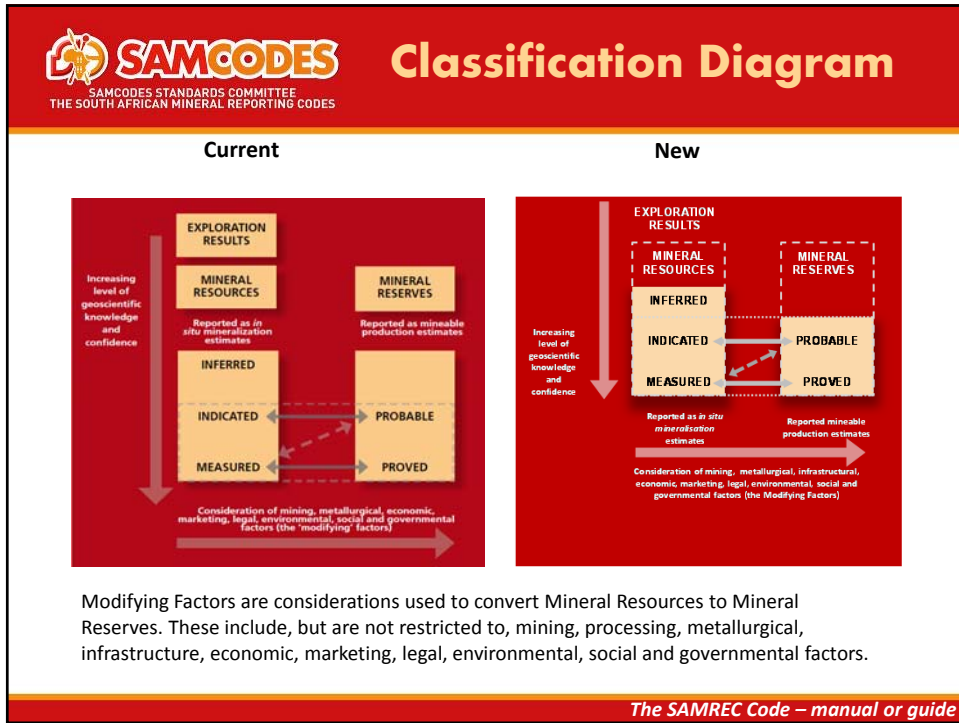 SAMCODES
SAMCODES STANDARDS COMMITTEE
THE SOUTH AFRICAN MINERAL REPORTING CODES
Classification Diagram
Current
EXPLORATION
RESULTS
MINERAL
RESOURCES
MINERAL
RESERVES
Increasing
level of
geoscientific
knowledge
and
confidence
Reported as in
situ mineralization
estimates
Reported as mineable
production estimates
INFERRED
INDICATED
PROBABLE
MEASURED
PROVED
Consideration of mining, metallurgical, economic,
marketing, legal, environmental, social and governmental
factors (the 'modifying' factors)
New
EXPLORATION
RESULTS
MINERAL
RESOURCES
MINERAL
RESERVES
INFERRED
Increasing
level of
geoscientific
knowledge
and
confidence
INDICATED
PROBABLE
MEASURED
PROVED
Reported as in situ
mineralisation
estimates
Reported mineable
production estimates
Consideration of mining, metallurgical, infrastructural,
economic, marketing, legal, environmental, social and
governmental factors (the Modifying Factors)
Modifying Factors are considerations used to convert Mineral Resources to Mineral
Reserves. These include, but are not restricted to, mining, processing, metallurgical,
infrastructure, economic, marketing, legal, environmental, social and governmental factors.
The SAMREC Code – manual or guide